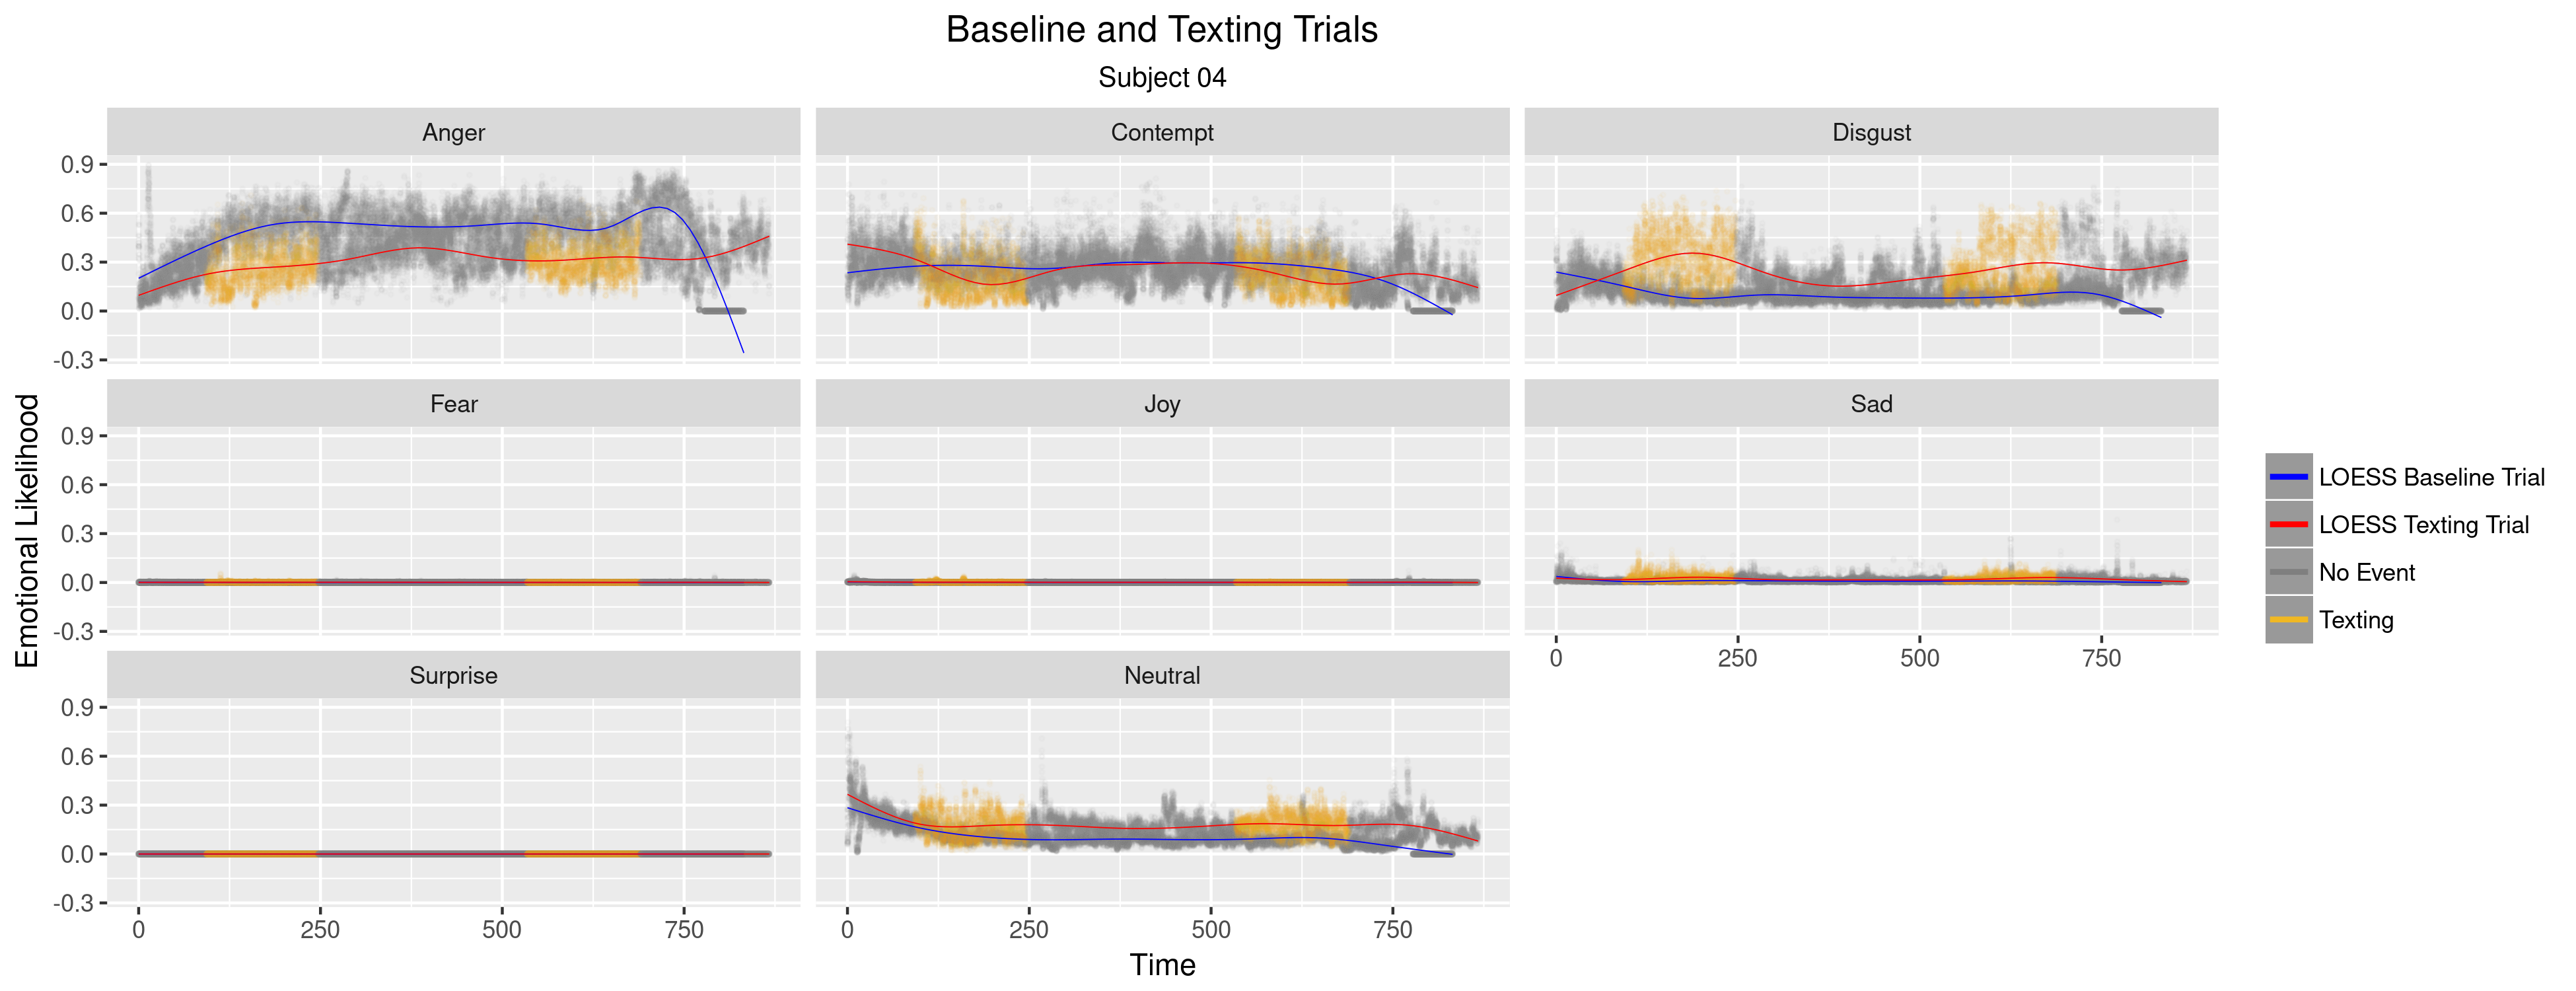 Baseline and Texting Trials
Subject 04
Anger
Contempt
Disgust
0.9
0.6
0.3
0.0
-0.3
Fear
Joy
Sad
0.9
0.6
0.3
0.0
-0.3
0 250 500 750
Surprise
Neutral
0.9
0.6
0.3
0.0
-0.3
0 250 500 750
0 250 500 750
Emotional Likelihood
Time
LOESS Baseline Trial
LOESS Texting Trial
No Event
Texting